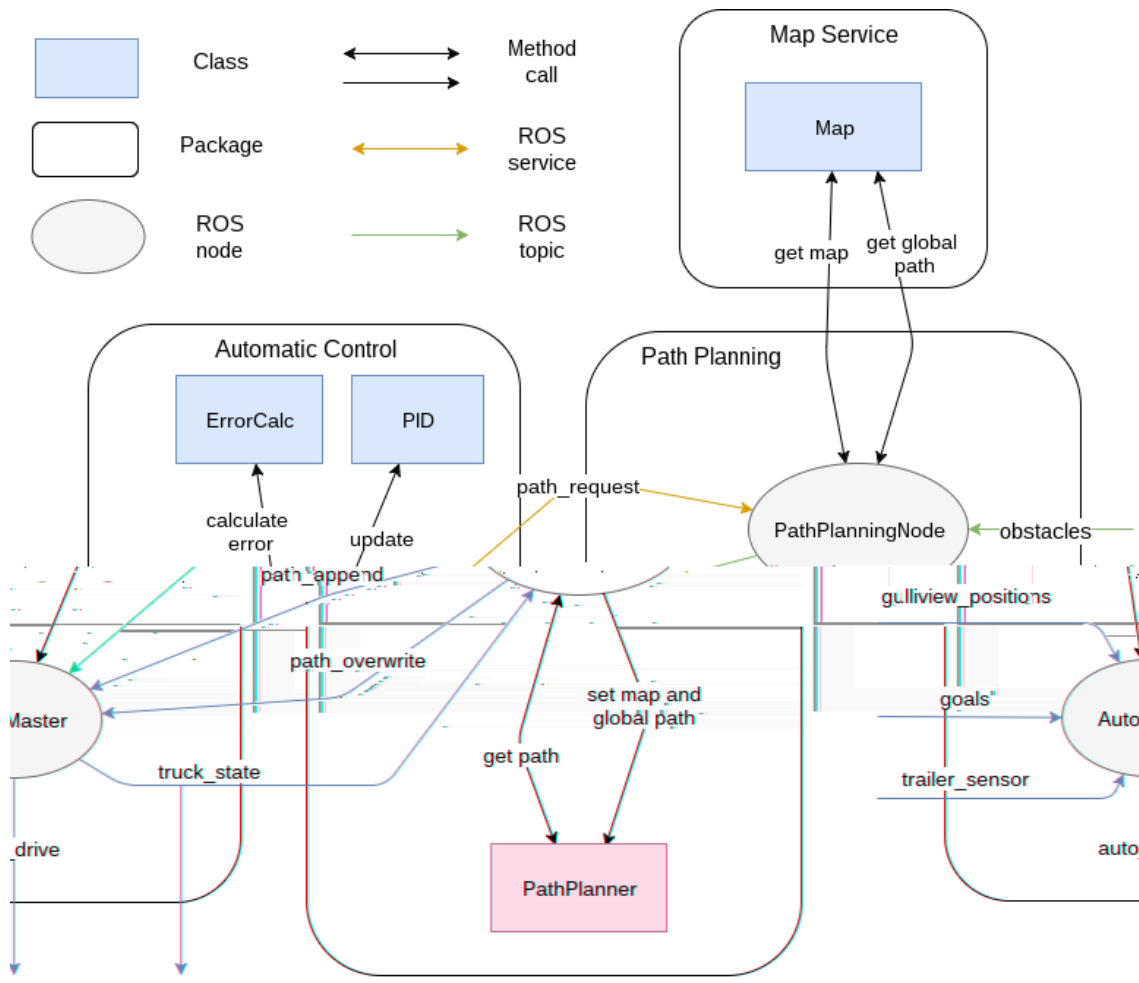 Class
Method
call
Package
ROS
service
ROS
node
ROS
topic
Map Service
Map
get map
get global
path
Automatic Control
ErrorCalc
PID
calculate
error
update
Path Planning
path_request
PathPlanningNode
obstacles
path_append
path_overwrite
Master
truck_state
_drive
set map and
global path
get path
PathPlanner
gulliview_positions
goals
trailer_sensor
Auto
auto_